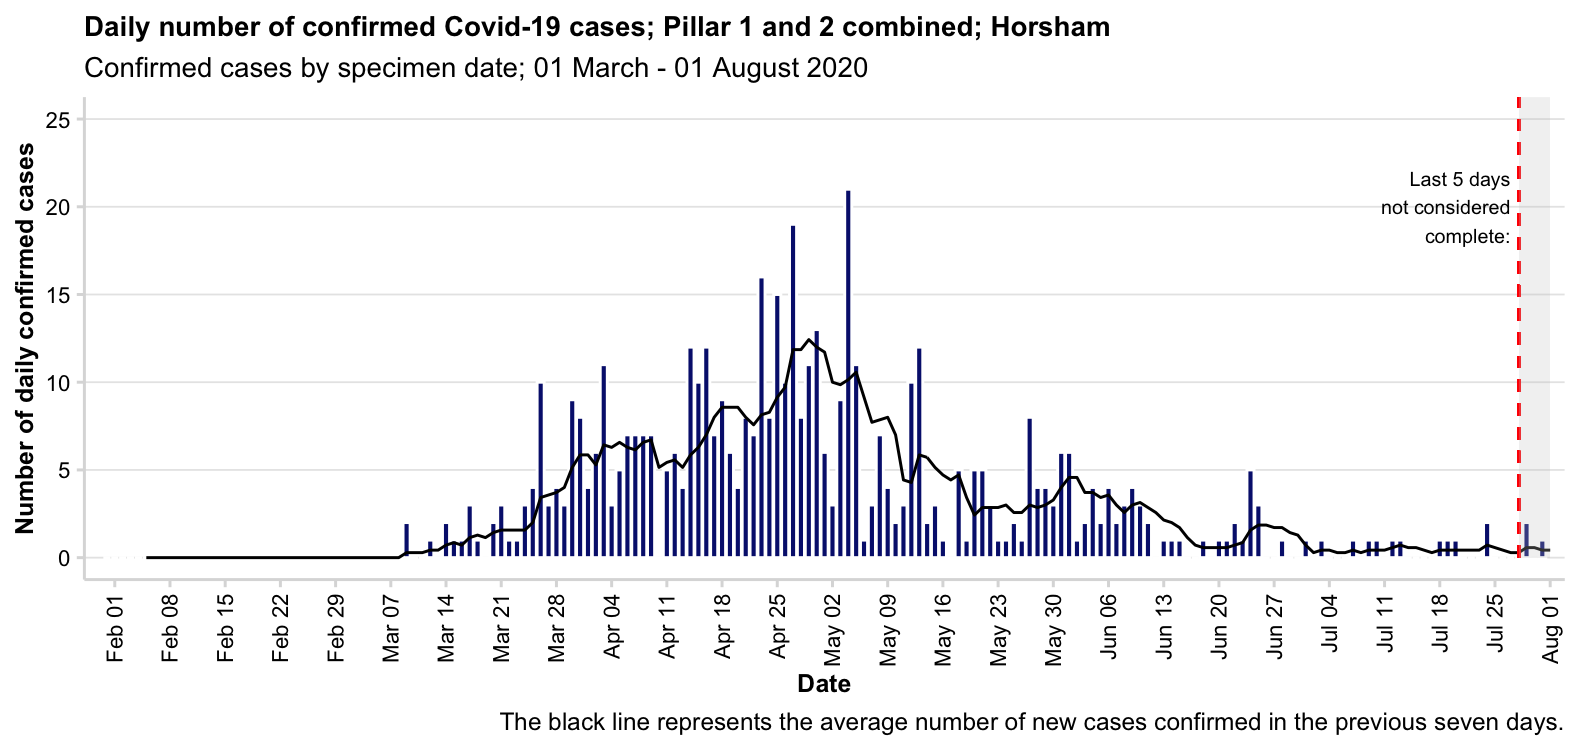 Daily number of confirmed Covid-19 cases; Pillar 1 and 2 combined; Horsham
Confirmed cases by specimen date; 01 March - 01 August 2020
Number of daily confirmed cases
25
20
15
10
5
0
Last 5 days
not considered
complete:
Feb 01
Feb 08
Feb 15
Feb 22
Feb 29
Mar 07
Mar 14
Mar 21
Mar 28
Apr 04
Apr 11
Apr 18
Apr 25
May 02
May 09
May 16
May 23
May 30
Jun 06
Jun 13
Jun 20
Jun 27
Jul 04
Jul 11
Jul 18
Jul 25
Aug 01
Date
The black line represents the average number of new cases confirmed in the previous seven days.